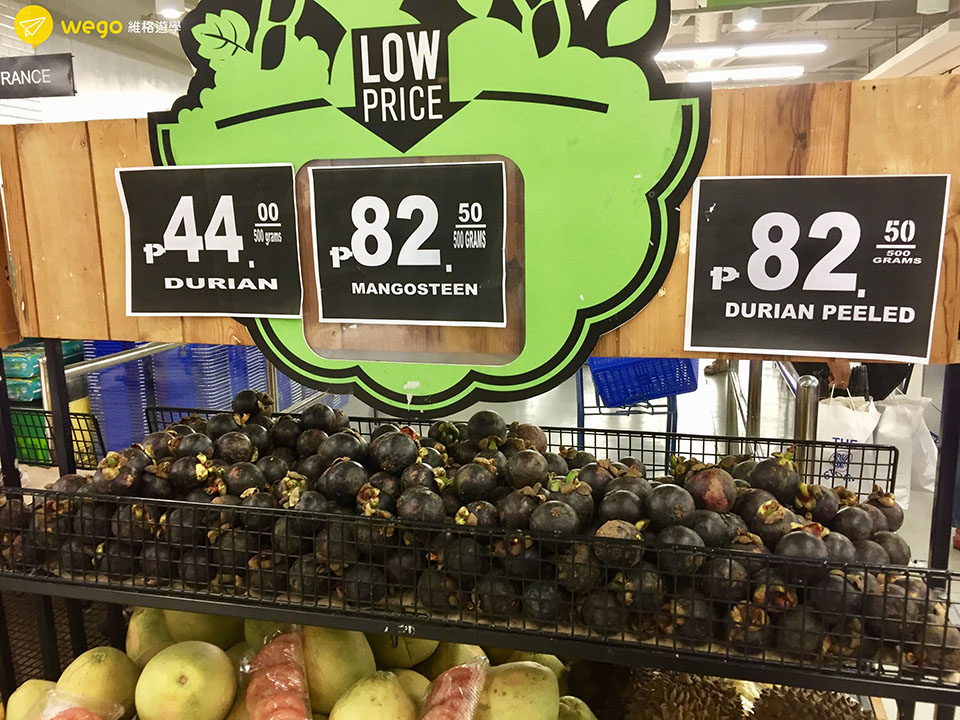 wego 維格遊學
RANCE
LOW
PRICE
₱44.00
500 grams
DURIAN
₱82.50
500 GRAMS
MANGOSTEEN
₱82.50
500
GRAMS
DURIAN PEELED
THE